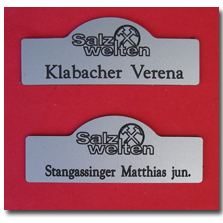 Salz
welten
Klabacher Verena
Salz
welten
Stangassinger Matthias jun.